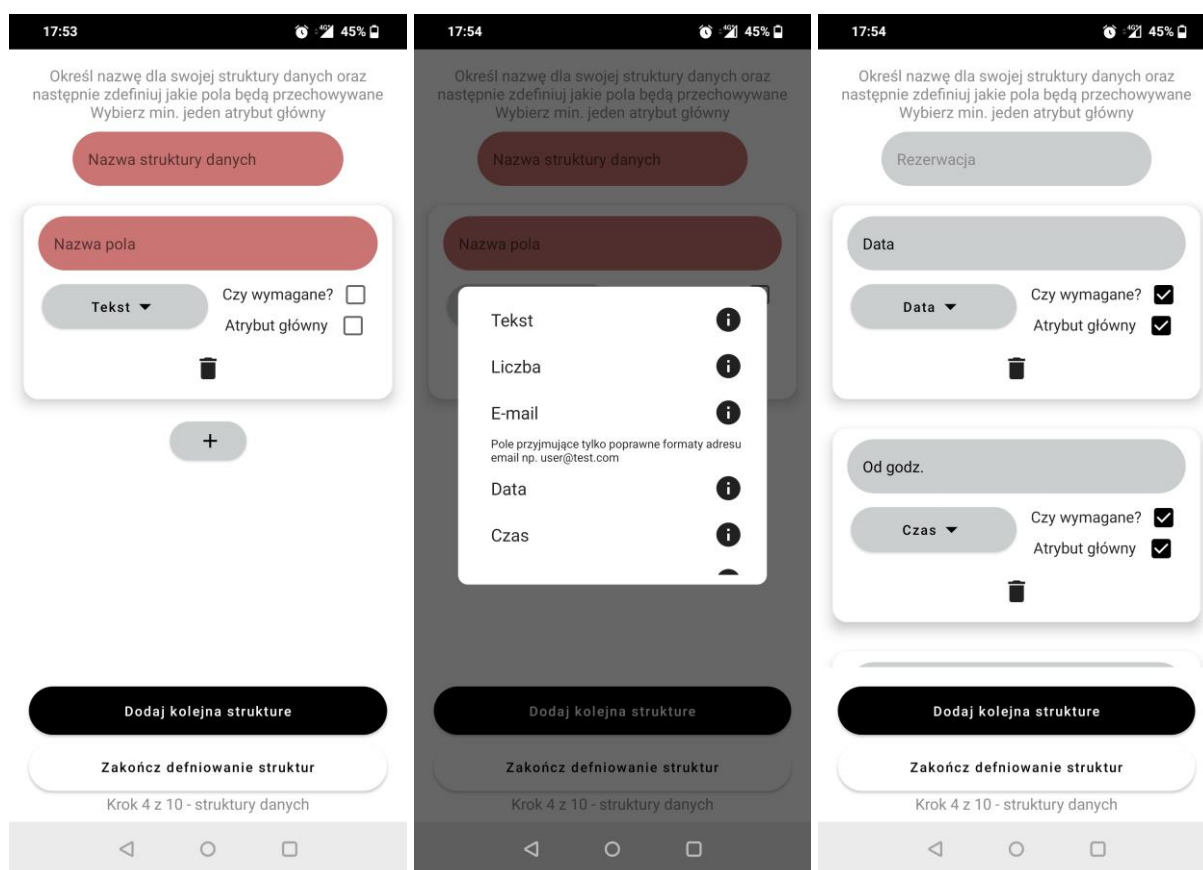 17:53
4G 45%
Określ nazwę dla swojej struktury danych oraz
następnie zdefiniuj jakie pola będą przechowywane
Wybierz min. jeden atrybut główny
Nazwa struktury danych
Nazwa pola
Tekst
Czy wymagane?
Atrybut główny
+
Dodaj kolejna strukture
Zakończ defniowanie struktur
Krok 4 z 10 - struktury danych
17:54
4G 45%
Określ nazwę dla swojej struktury danych oraz
następnie zdefiniuj jakie pola będą przechowywane
Wybierz min. jeden atrybut główny
Nazwa struktury danych
Nazwa pola
Tekst
Liczba
E-mail
Pole przyjmujące tylko poprawne formaty adresu
email np. user@test.com
Data
Czas
Dodaj kolejna strukture
Zakończ defniowanie struktur
Krok 4 z 10 - struktury danych
17:54
4G 45%
Określ nazwę dla swojej struktury danych oraz
następnie zdefiniuj jakie pola będą przechowywane
Wybierz min. jeden atrybut główny
Rezerwacja
Data
Data
Czy wymagane?
Atrybut główny
Od godz.
Czas
Czy wymagane?
Atrybut główny
Dodaj kolejna strukture
Zakończ defniowanie struktur
Krok 4 z 10 - struktury danych